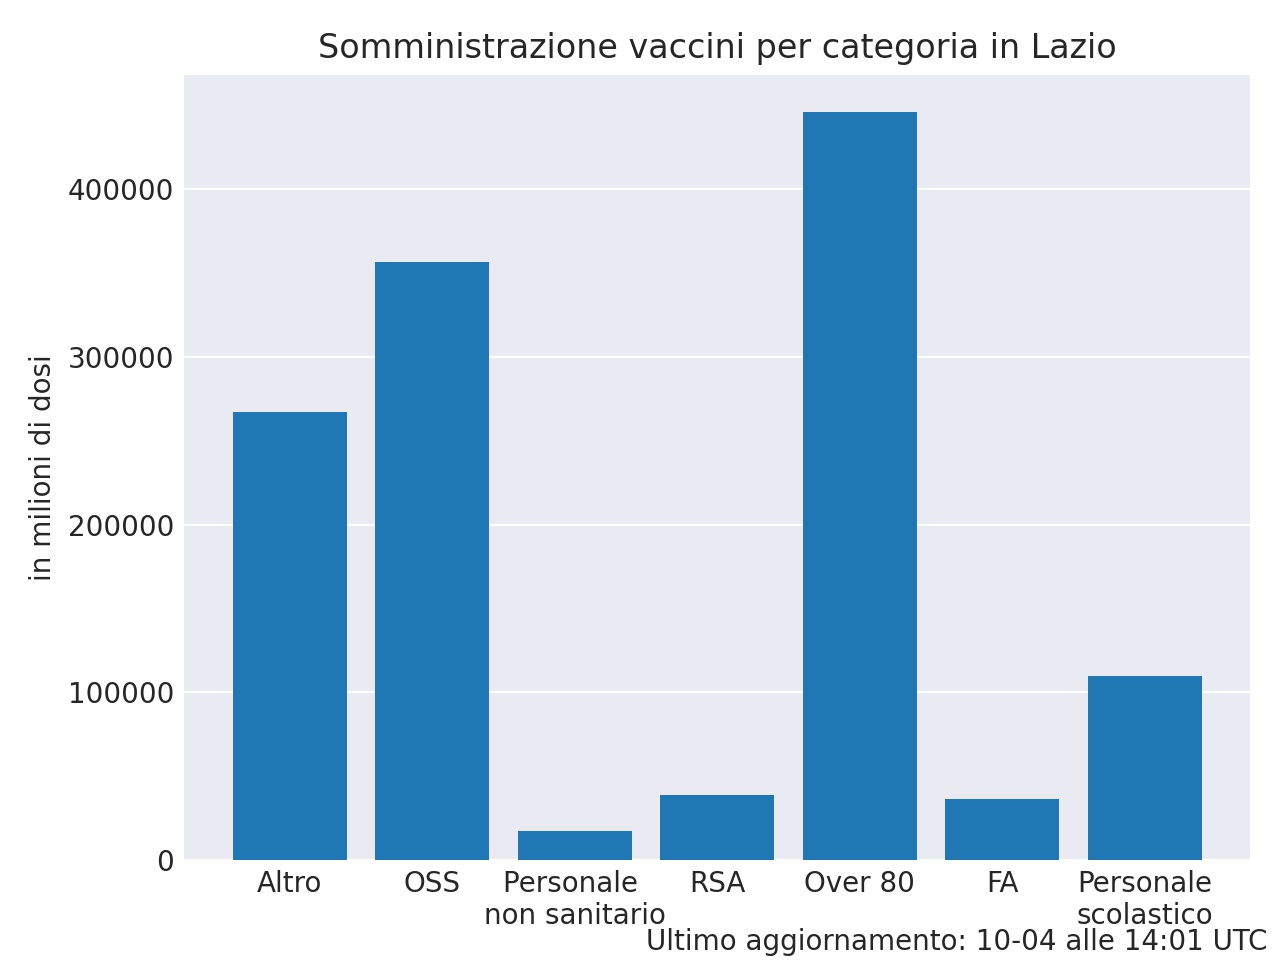 Somministrazione vaccini per categoria in Lazio
in milioni di dosi
400000
300000
200000
100000
0
Altro
OSS
Personale
non sanitario
RSA
Over 80
FA
Personale
scolastico
Ultimo aggiornamento: 10-04 alle 14:01 UTC